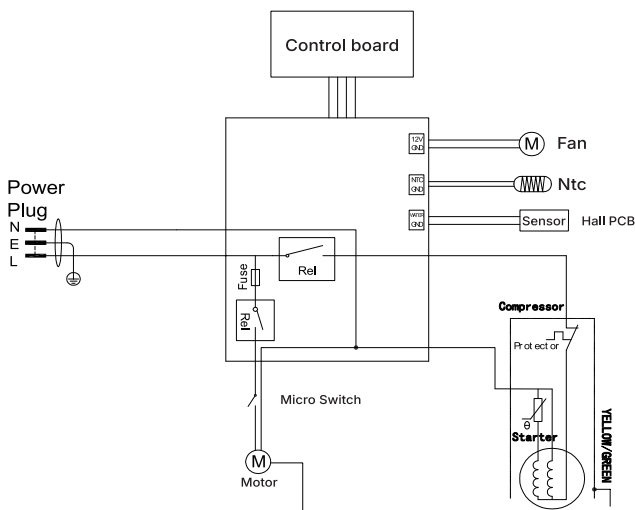 Control board
12V
GND
M
Fan
NTC
GND
Ntc
WATER
GND
Sensor
Hall PCB
Power
Plug
N
E
L
Fuse
Rel
Rel
Compressor
Protector
Micro Switch
θ
Starter
YELLOW/GREEN
M
Motor